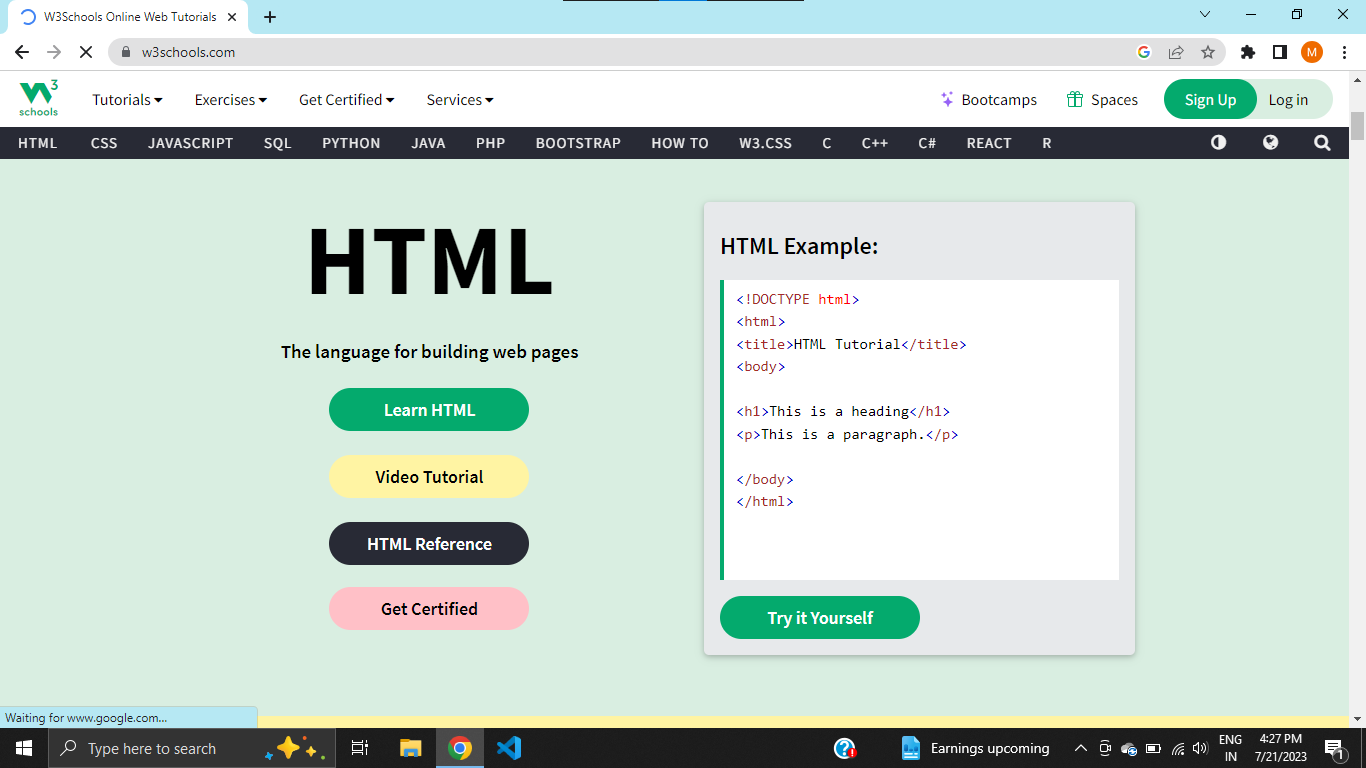 W3Schools Online Web Tutorials
w3schools.com
M
W3
schools
Tutorials
Exercises
Get Certified
Services
Bootcamps
Spaces
Sign Up
Log in
HTML CSS JAVASCRIPT SQL PYTHON JAVA PHP BOOTSTRAP HOW TO W3.CSS C C++ C# REACT R
HTML
The language for building web pages
Learn HTML
Video Tutorial
HTML Reference
Get Certified
HTML Example:
<!DOCTYPE html>
<html>
<title>HTML Tutorial</title>
<body>
<h1>This is a heading</h1>
<p>This is a paragraph.</p>
</body>
</html>
Try it Yourself
Waiting for www.google.com...
Type here to search
Earnings upcoming
ENG
IN
4:27 PM
7/21/2023
1